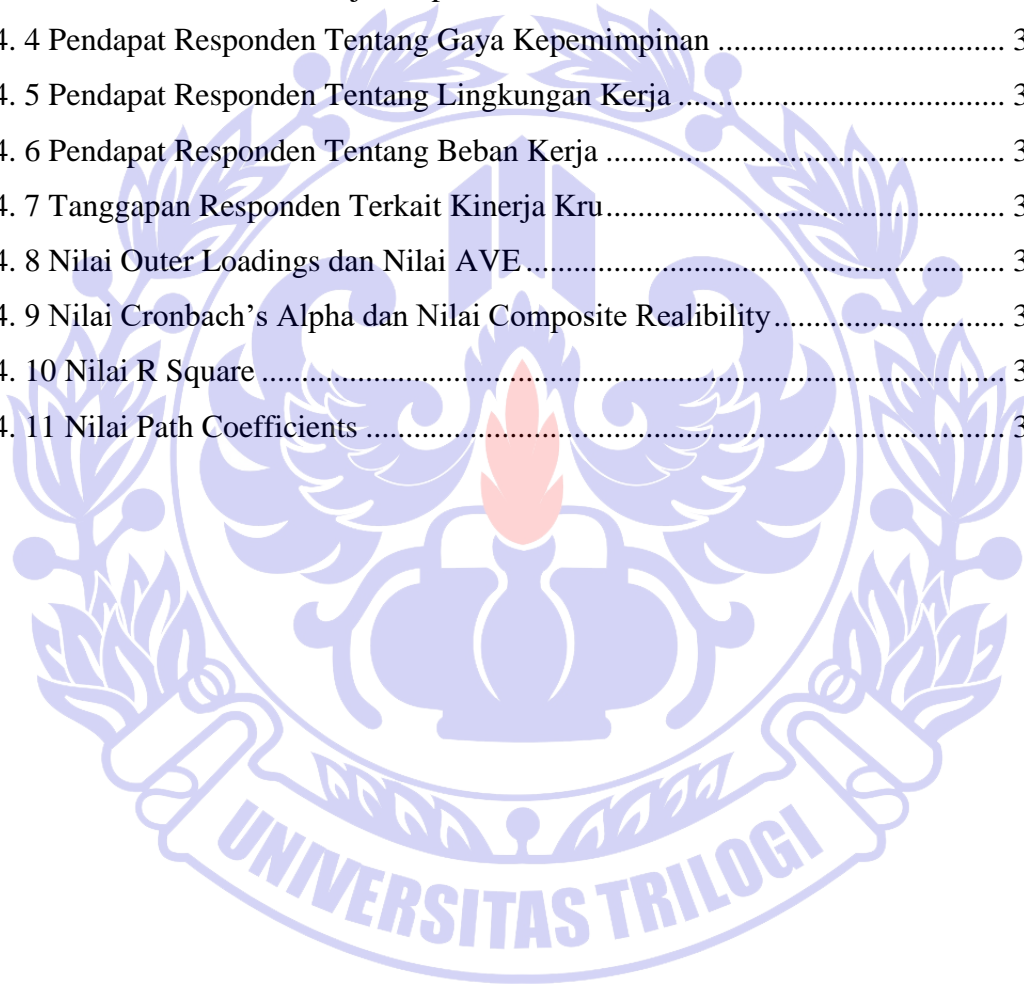 4. 4 Pendapat Responden Tentang Gaya Kepemimpinan .................................... 3
4. 5 Pendapat Responden Tentang Lingkungan Kerja ......................................... 3
4. 6 Pendapat Responden Tentang Beban Kerja .................................................. 3
4. 7 Tanggapan Responden Terkait Kinerja Kru.................................................. 3
4. 8 Nilai Outer Loadings dan Nilai AVE ............................................................ 3
4. 9 Nilai Cronbach’s Alpha dan Nilai Composite Realibility ............................. 3
4. 10 Nilai R Square ............................................................................................. 3
4. 11 Nilai Path Coefficients ................................................................................ 3
UNIVERSITAS TRILOGI